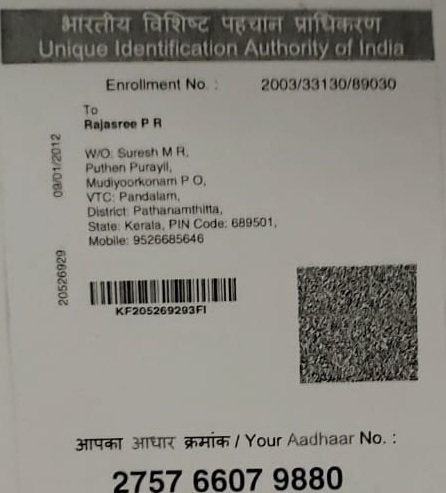 भारतीय विशिष्ट पहचान प्राधिकरण
Unique Identification Authority of India
Enrollment No. : 2003/33130/89030
To
Rajasree P R
W/O: Suresh M R,
Puthen Purayil,
Mudiyoorkonam P O,
VTC: Pandalam,
District: Pathanamthitta,
State: Kerala, PIN Code: 689501,
Mobile: 9526685646
09/01/2012
20526929
KF205269293FI
आपका आधार क्रमांक / Your Aadhaar No. :
2757 6607 9880